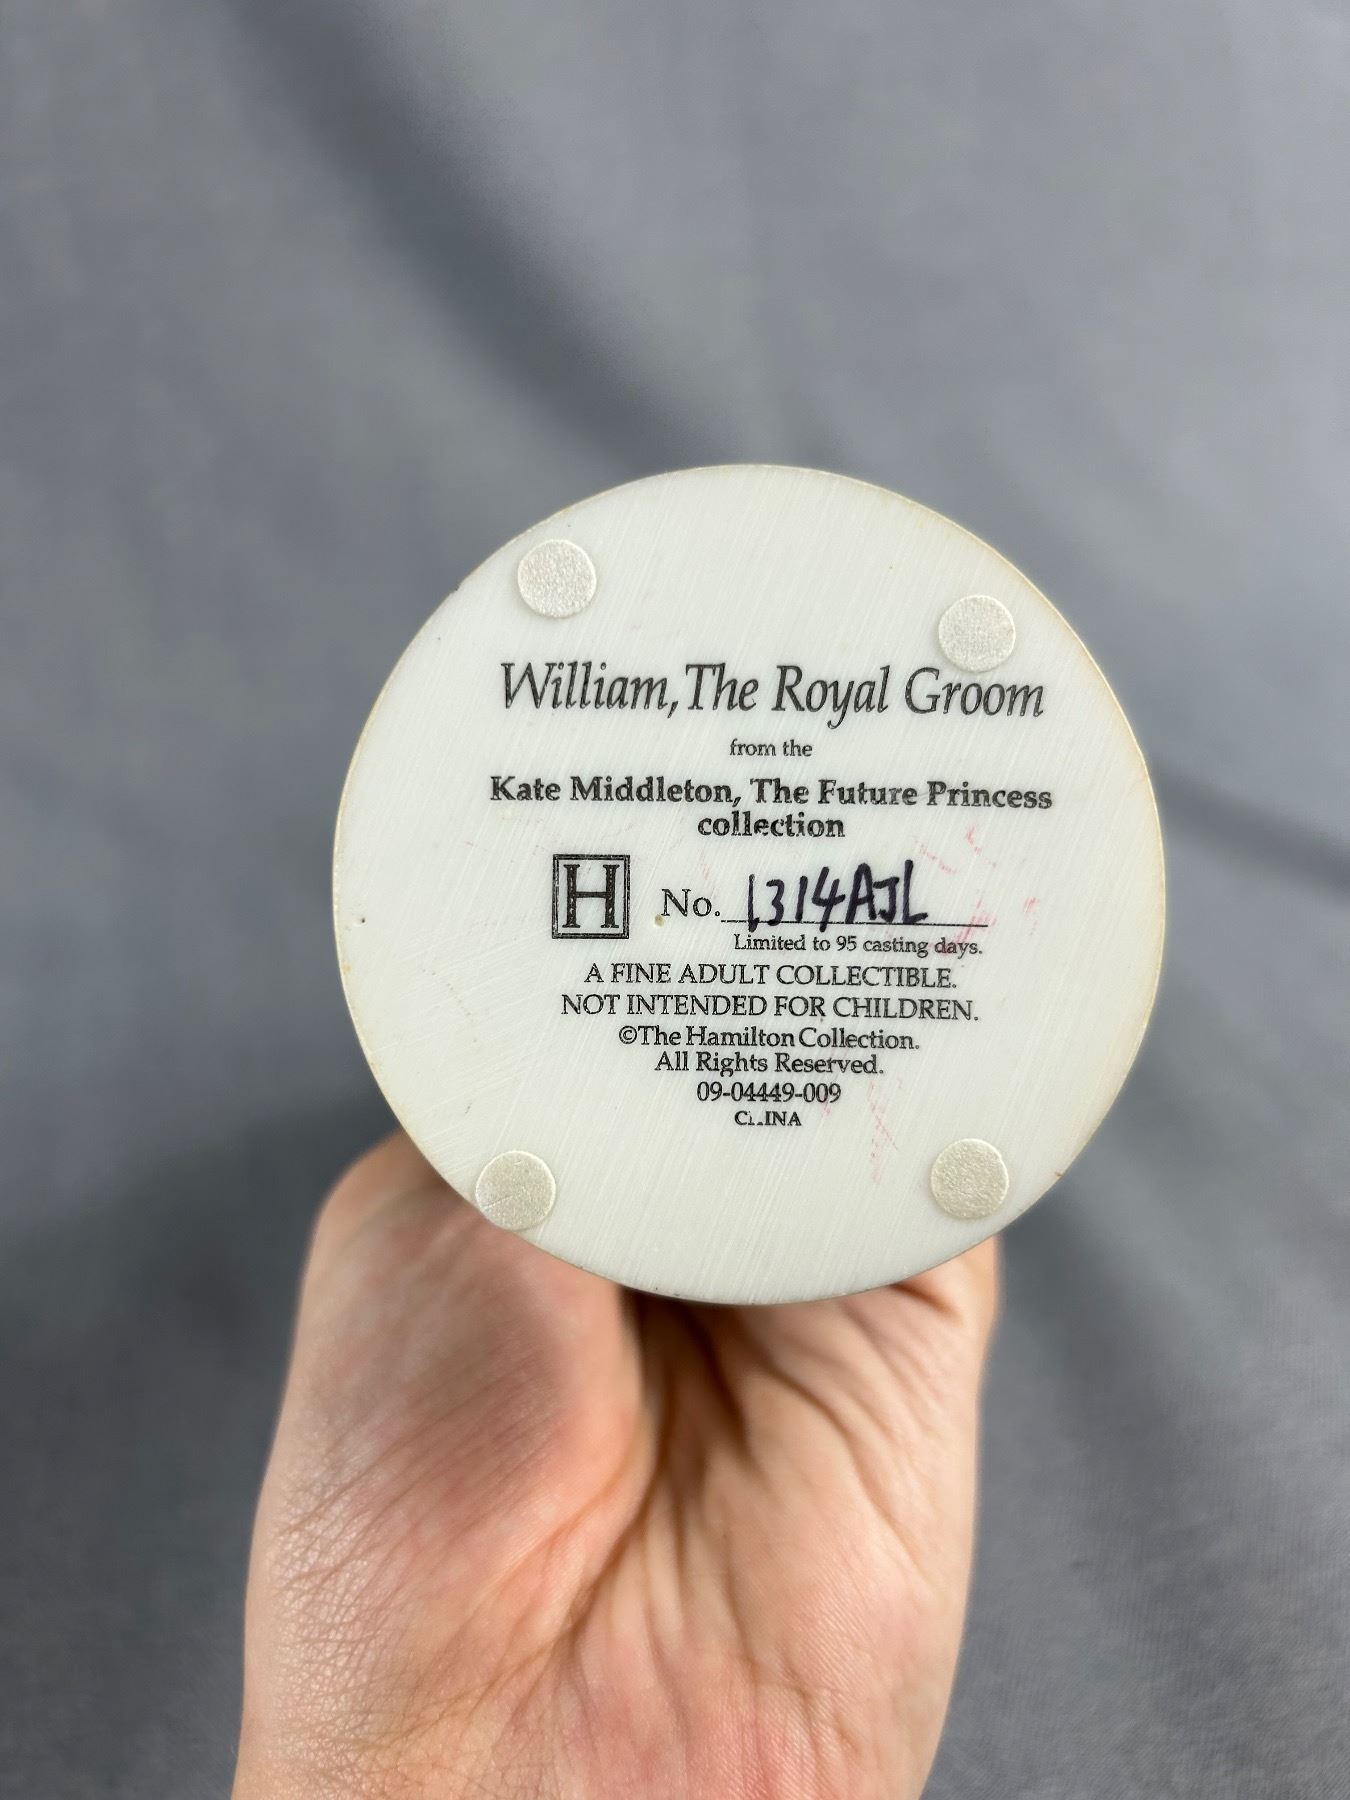 William, The Royal Groom
from the
Kate Middleton, The Future Princess
collection
H No. 1314AJL
Limited to 95 casting days.
A FINE ADULT COLLECTIBLE.
NOT INTENDED FOR CHILDREN.
©The Hamilton Collection.
All Rights Reserved.
09-04449-009
CHINA